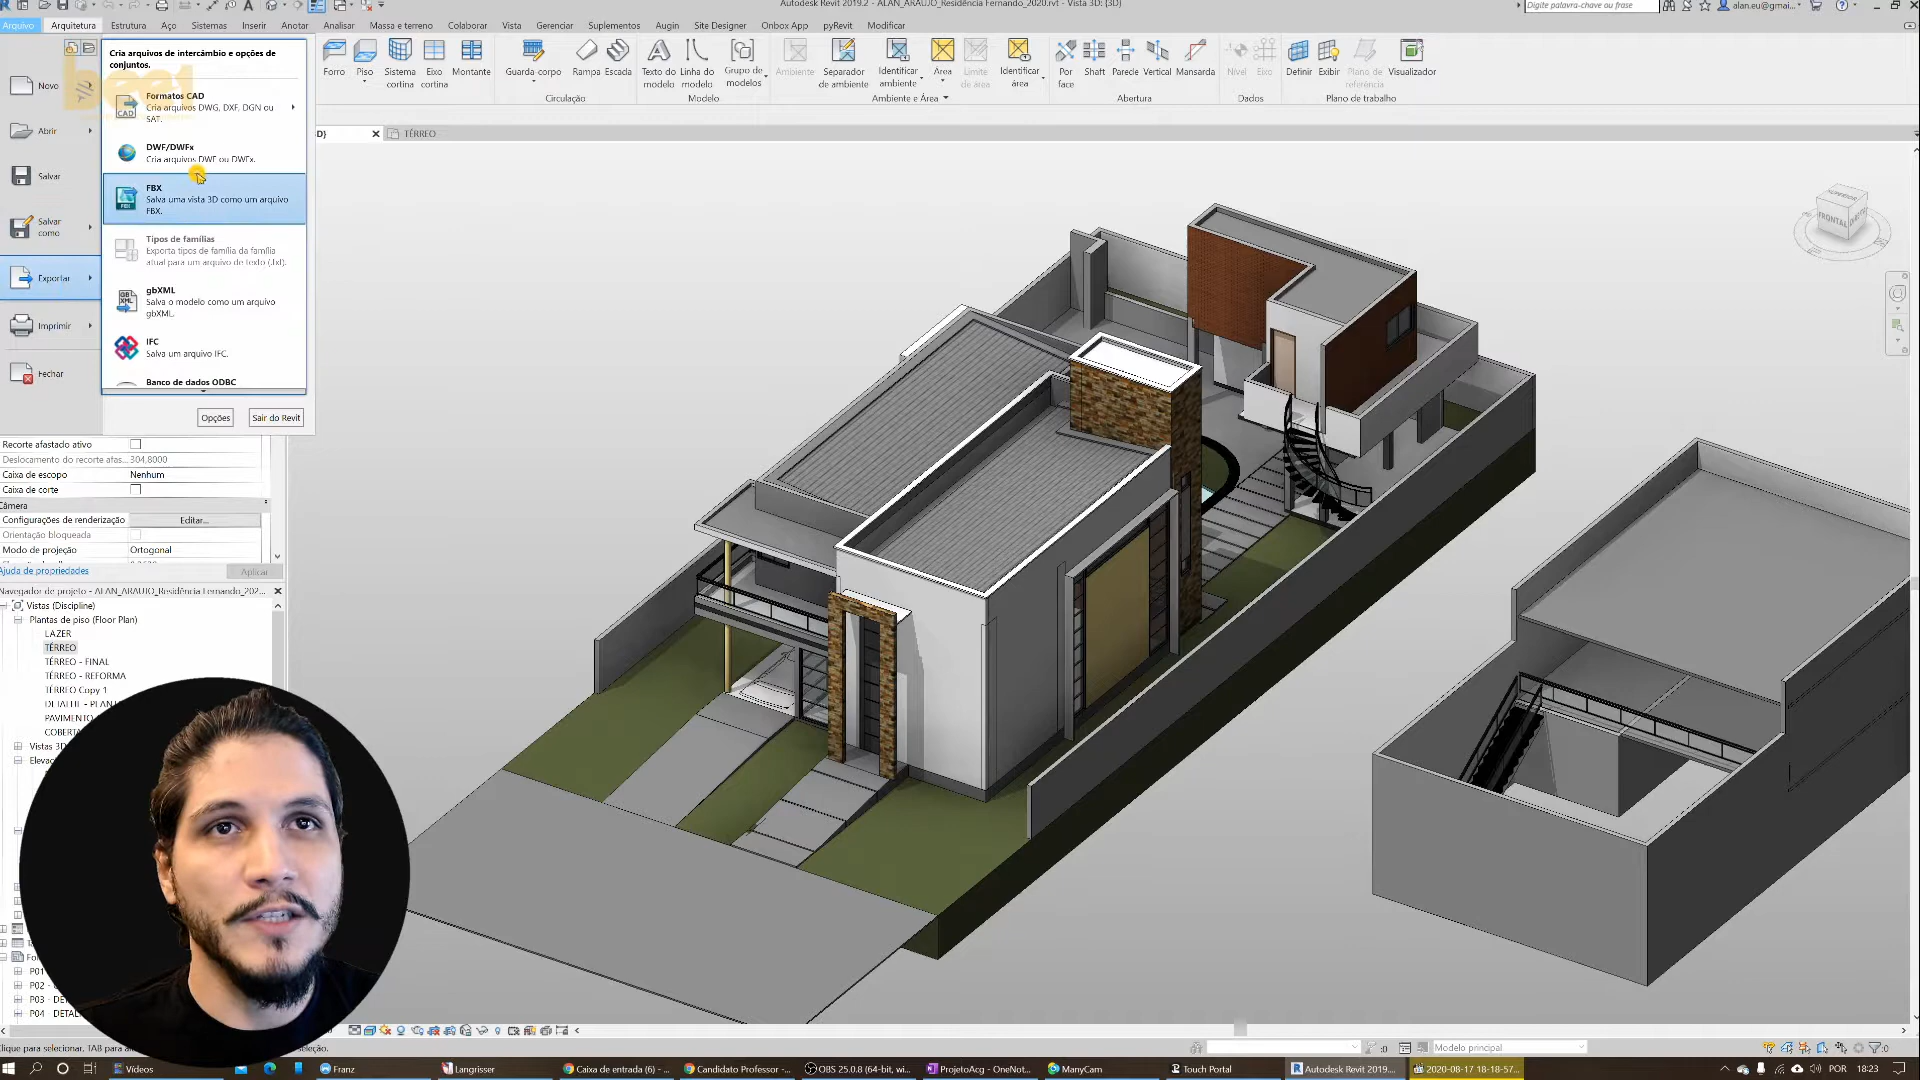 Autodesk Revit 2019.2 - ALAN_ARAUJO_Residência Fernando_2020.rvt - Vista 3D: {3D}
Digite palavra-chave ou frase
alan.eu@gmai...
Arquivo Arquitetura Estrutura Aço Sistemas Inserir Anotar Analisar Massa e terreno Colaborar Vista Gerenciar Suplementos Augin Site Designer Onbox App pyRevit Modificar
Cria arquivos de intercâmbio e opções de
conjuntos.
Novo
Abrir
Salvar
Salvar
como
Exportar
Imprimir
Fechar
Formatos CAD
Cria arquivos DWG, DXF, DGN ou
SAT.
DWF/DWFx
Cria arquivos DWF ou DWFx.
FBX
Salva uma vista 3D como um arquivo
FBX.
Tipos de famílias
Exporta tipos de família da família
atual para um arquivo de texto (.txt).
gbXML
Salva o modelo como um arquivo
gbXML.
IFC
Salva um arquivo IFC.
Banco de dados ODBC
Opções Sair do Revit
Forro Piso Sistema
cortina
Eixo
cortina
Montante
Guarda corpo Rampa Escada
Circulação
Texto do
modelo
Linha do
modelo
Grupo de
modelos
Modelo
Ambiente Separador
de ambiente
Identificar
ambiente
Área Limite
de área
Identificar
área
Ambiente e Área
Por
face
Shaft Parede Vertical Mansarda
Abertura
Nível Eixo
Dados
Definir Exibir Plano de
referência
Visualizador
Plano de trabalho
D} TÉRREO
FRONTAL
Recorte afastado ativo
Deslocamento do recorte afas... 304,8000
Caixa de escopo Nenhum
Caixa de corte
Câmera
Configurações de renderização Editar...
Orientação bloqueada
Modo de projeção Ortogonal
Ajuda de propriedades Aplicar
Navegador de projeto - ALAN_ARAUJO_Residência Fernando_202...
Vistas (Discipline)
Plantas de piso (Floor Plan)
LAZER
TÉRREO
TÉRREO - FINAL
TÉRREO - REFORMA
TÉRREO Copy 1
PAVIMENTO
COBERTA
Vistas 3D
P01
P02 -
P03 - DE
P04 - DETAL
Modelo principal
Vídeos Franz Langrisser Caixa de entrada (6) - ... Candidato Professor -... OBS 25.0.8 (64-bit, wi... ProjetoAcg - OneNot... ManyCam Touch Portal Autodesk Revit 2019... 2020-08-17 18-18-57... POR 18:23